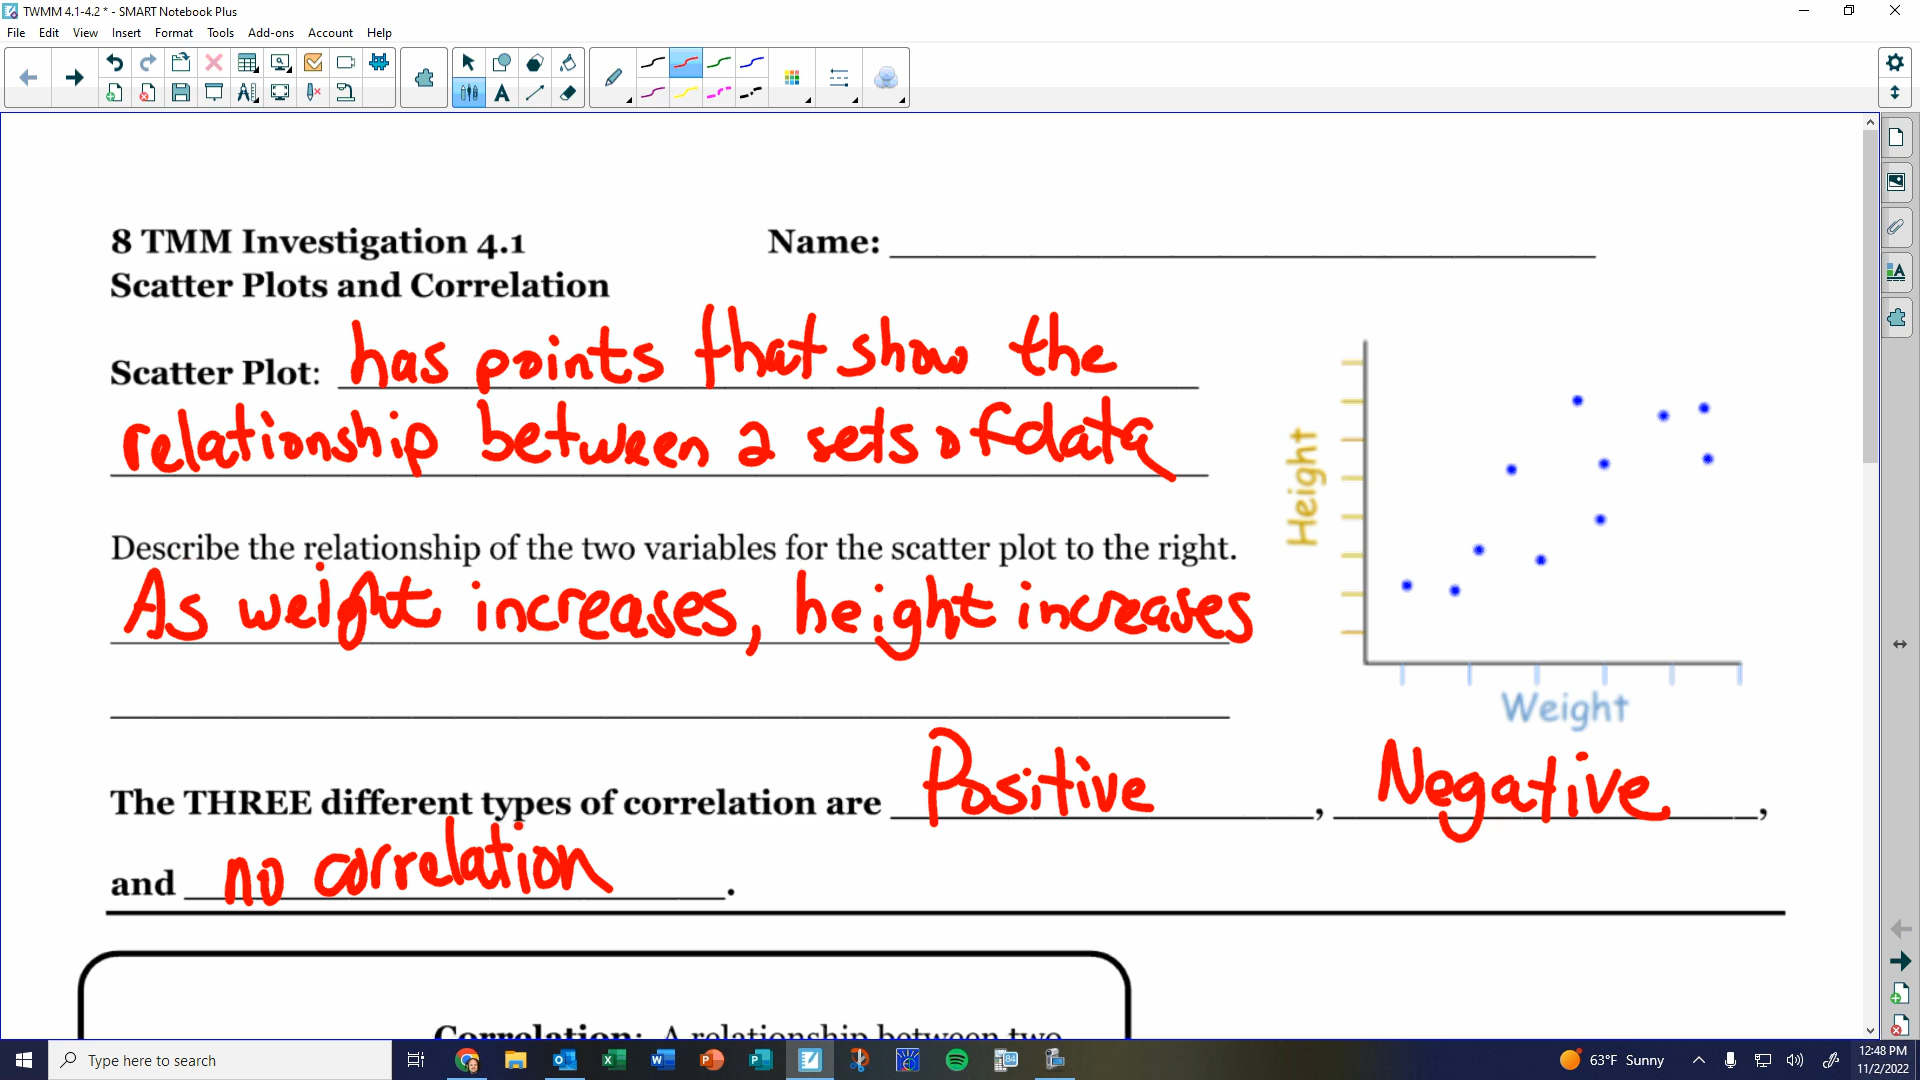 TWMM 4.1-4.2 * - SMART Notebook Plus
File Edit View Insert Format Tools Add-ons Account Help
8 TMM Investigation 4.1 Name:
Scatter Plots and Correlation
Scatter Plot: has points that show the
relationship between 2 sets of data
Height
Describe the relationship of the two variables for the scatter plot to the right.
As weight increases, height increases
Weight
The THREE different types of correlation are Positive, Negative,
and no correlation.
Correlation: A relationship between two
Type here to search
63°F Sunny
12:48 PM
11/2/2022